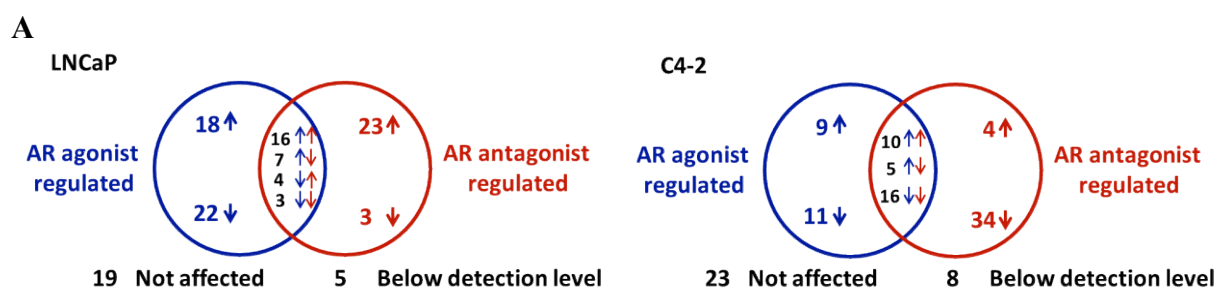 A
LNCaP
18↑
16 ↑↑
7 ↑↓
4 ↓↑
3 ↓↓
23↑
AR agonist
regulated
AR antagonist
regulated
22↓
3 ↓
19 Not affected 5 Below detection level
C4-2
9↑
10 ↑↑
5 ↑↓
16 ↓↓
4↑
AR agonist
regulated
AR antagonist
regulated
11↓
34↓
23 Not affected 8 Below detection level